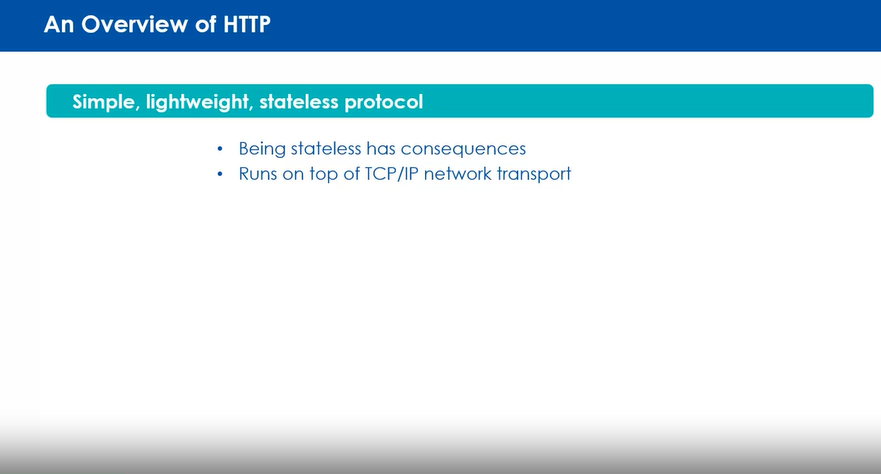 An Overview of HTTP
Simple, lightweight, stateless protocol
• Being stateless has consequences
• Runs on top of TCP/IP network transport